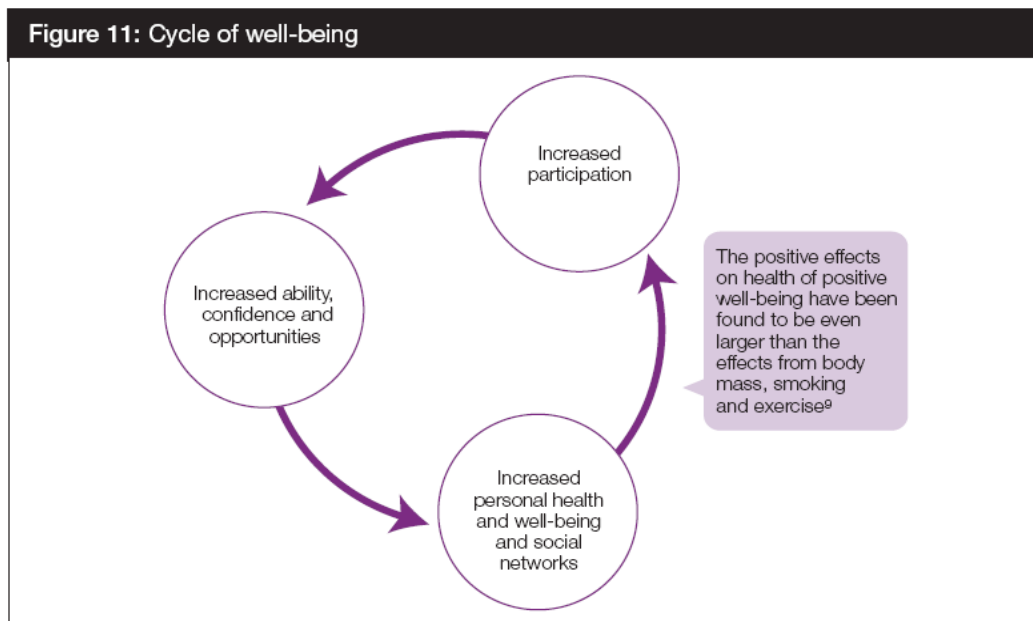 Figure 11: Cycle of well-being
Increased
participation
Increased ability,
confidence and
opportunities
The positive effects
on health of positive
well-being have been
found to be even
larger than the
effects from body
mass, smoking
and exercise⁹
Increased
personal health
and well-being
and social
networks